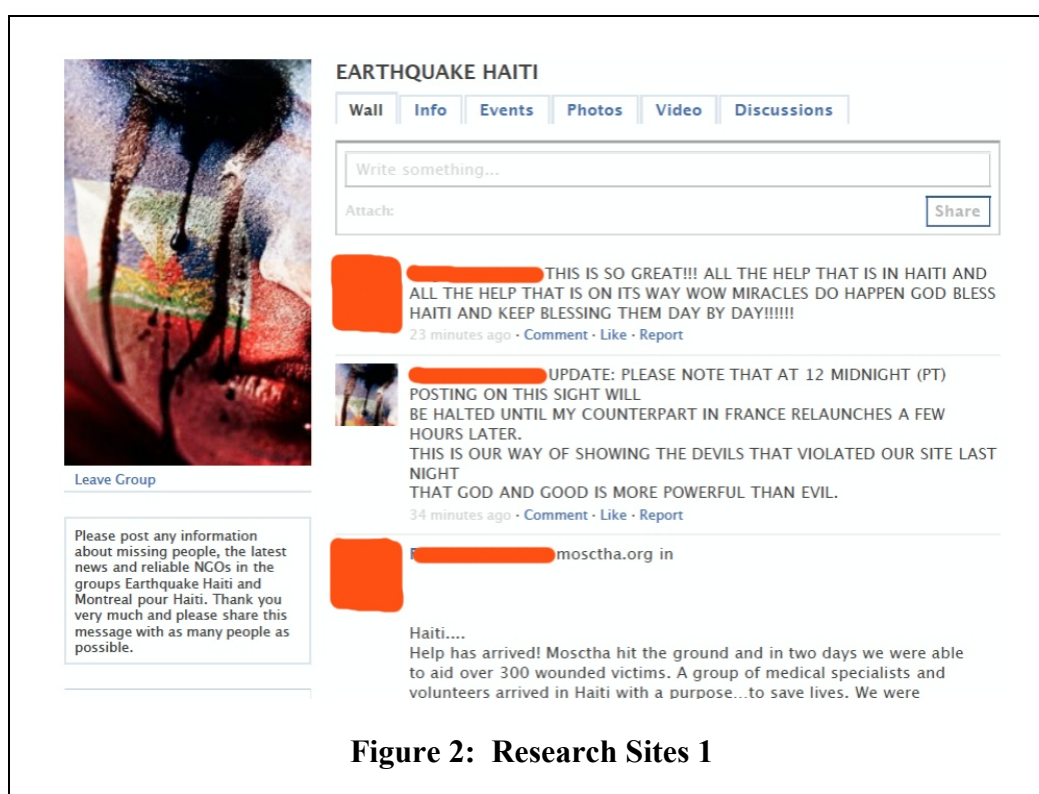 EARTHQUAKE HAITI
Wall Info Events Photos Video Discussions
Write something...
Attach:
Share
THIS IS SO GREAT!!! ALL THE HELP THAT IS IN HAITI AND
ALL THE HELP THAT IS ON ITS WAY WOW MIRACLES DO HAPPEN GOD BLESS
HAITI AND KEEP BLESSING THEM DAY BY DAY!!!!!!
23 minutes ago · Comment · Like · Report
UPDATE: PLEASE NOTE THAT AT 12 MIDNIGHT (PT)
POSTING ON THIS SIGHT WILL
BE HALTED UNTIL MY COUNTERPART IN FRANCE RELAUNCHES A FEW
HOURS LATER.
THIS IS OUR WAY OF SHOWING THE DEVILS THAT VIOLATED OUR SITE LAST
NIGHT
THAT GOD AND GOOD IS MORE POWERFUL THAN EVIL.
34 minutes ago · Comment · Like · Report
mosctha.org in
Haiti....
Help has arrived! Mosctha hit the ground and in two days we were able
to aid over 300 wounded victims. A group of medical specialists and
volunteers arrived in Haiti with a purpose...to save lives. We were
Leave Group
Please post any information
about missing people, the latest
news and reliable NGOs in the
groups Earthquake Haiti and
Montreal pour Haiti. Thank you
very much and please share this
message with as many people as
possible.
Figure 2: Research Sites 1